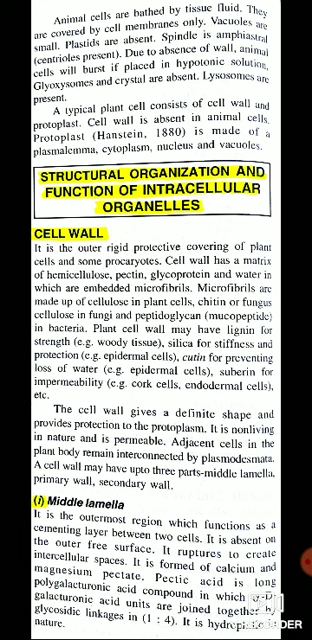 Animal cells are bathed by tissue fluid. They
are covered by cell membranes only. Vacuoles are
small. Plastids are absent. Spindle is amphiastral
(centrioles present). Due to absence of wall, animal
cells will burst if placed in hypotonic solution,
Glyoxysomes and crystal are absent. Lysosomes are
present.
A typical plant cell consists of cell wall and
protoplast. Cell wall is absent in animal cells.
Protoplast (Hanstein, 1880) is made of a
plasmalemma, cytoplasm, nucleus and vacuoles.
STRUCTURAL ORGANIZATION AND
FUNCTION OF INTRACELLULAR
ORGANELLES
CELL WALL
It is the outer rigid protective covering of plant
cells and some procaryotes. Cell wall has a matrix
of hemicellulose, pectin, glycoprotein and water in
which are embedded microfibrils. Microfibrils are
made up of cellulose in plant cells, chitin or fungus
cellulose in fungi and peptidoglycan (mucopeptide)
in bacteria. Plant cell wall may have lignin for
strength (e.g. woody tissue), silica for stiffness and
protection (e.g. epidermal cells), cutin for preventing
loss of water (e.g. epidermal cells), suberin for
impermeability (e.g. cork cells, endodermal cells),
etc.
The cell wall gives a definite shape and
provides protection to the protoplasm. It is nonliving
in nature and is permeable. Adjacent cells in the
plant body remain interconnected by plasmodesmata.
A cell wall may have upto three parts-middle lamella,
primary wall, secondary wall.
(i) Middle lamella
It is the outermost region which functions as a
cementing layer between two cells. It is absent on
the outer free surface. It ruptures to create
intercellular spaces. It is formed of calcium and
magnesium pectate. Pectic acid is long
polygalacturonic acid compound in which
galacturonic acid units are joined together
glycosidic linkages in (1 : 4). It is hydrophilic in
nature.